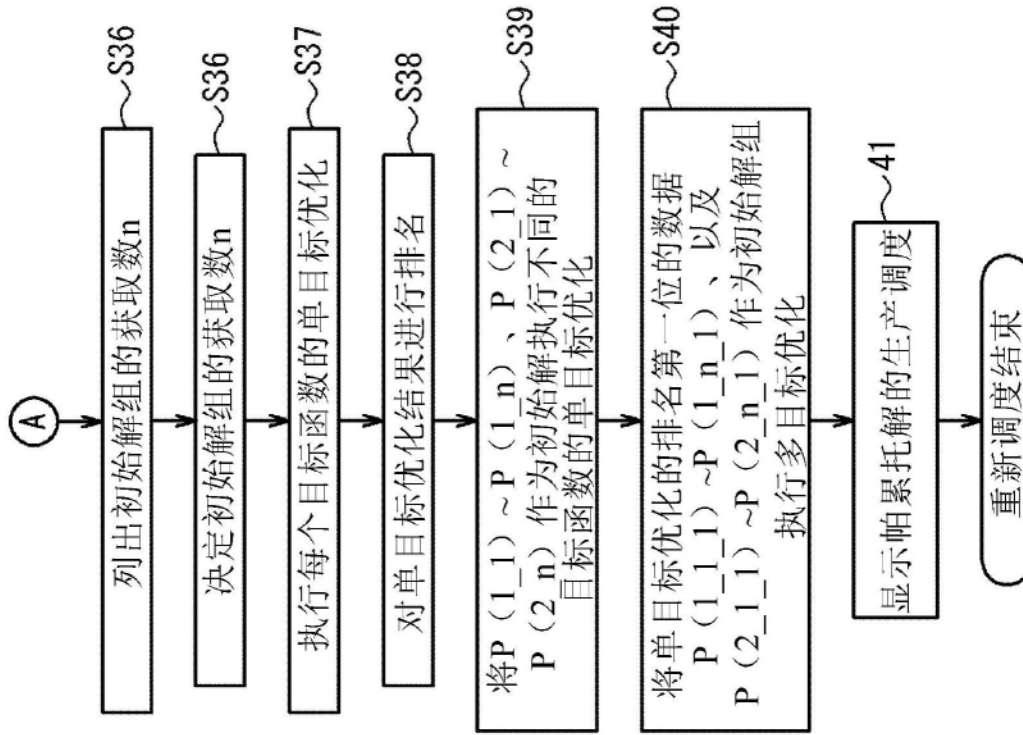 A
列出初始解组的获取数n
S36
决定初始解组的获取数n
S36
执行每个目标函数的单目标优化
S37
对单目标优化结果进行排名
S38
将P（1_1）~P（1_n）、P（2_1）~
P（2_n）作为初始解执行不同的
目标函数的单目标优化
S39
将单目标优化的排名第一位的数据
P（1_1_1）~P（1_n_1）、以及
P（2_1_1）~P（2_n_1）作为初始解组
执行多目标优化
S40
显示帕累托解的生产调度
41
重新调度结束